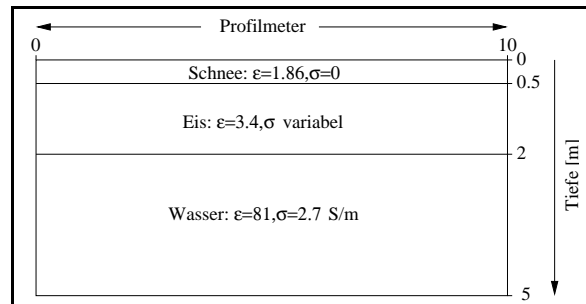 Profilmeter
0 10
0
Schnee: ε=1.86,σ=0
0.5
Eis: ε=3.4,σ variabel
2
Tiefe [m]
Wasser: ε=81,σ=2.7 S/m
5